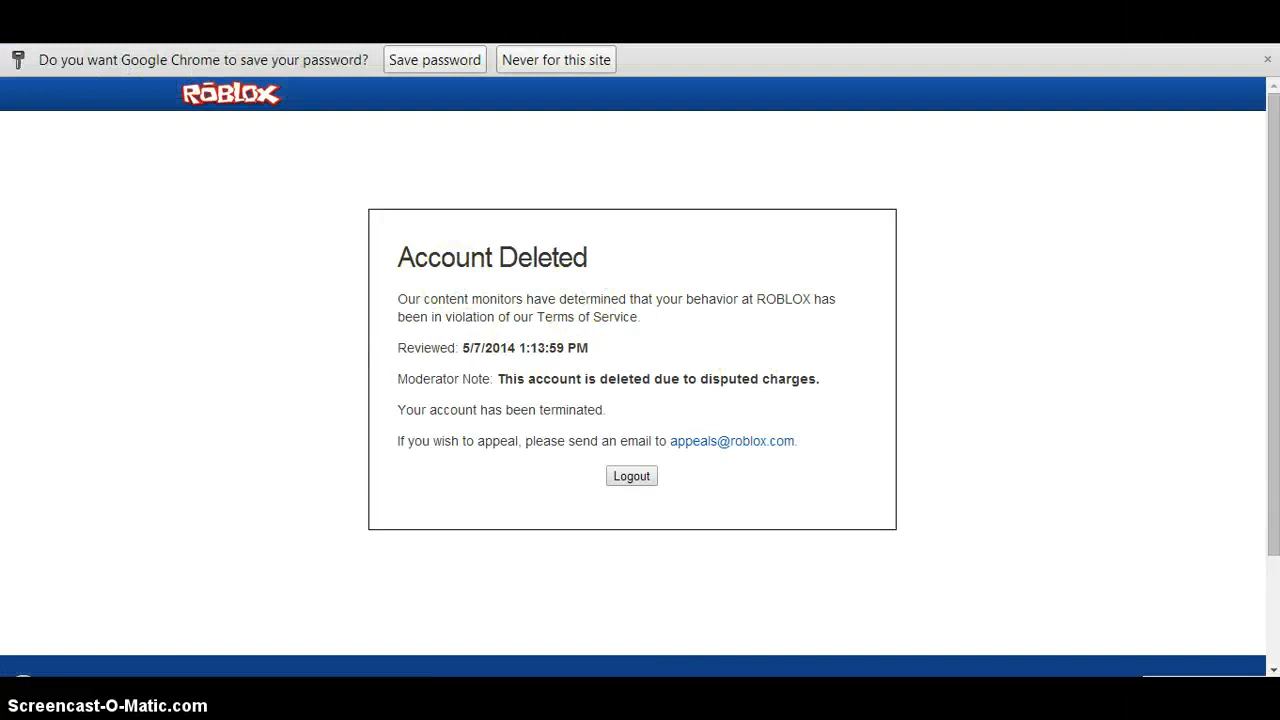 Do you want Google Chrome to save your password? Save password Never for this site ×
RŌBLOX
Account Deleted
Our content monitors have determined that your behavior at ROBLOX has
been in violation of our Terms of Service.
Reviewed: 5/7/2014 1:13:59 PM
Moderator Note: This account is deleted due to disputed charges.
Your account has been terminated.
If you wish to appeal, please send an email to appeals@roblox.com.
Logout
Screencast-O-Matic.com